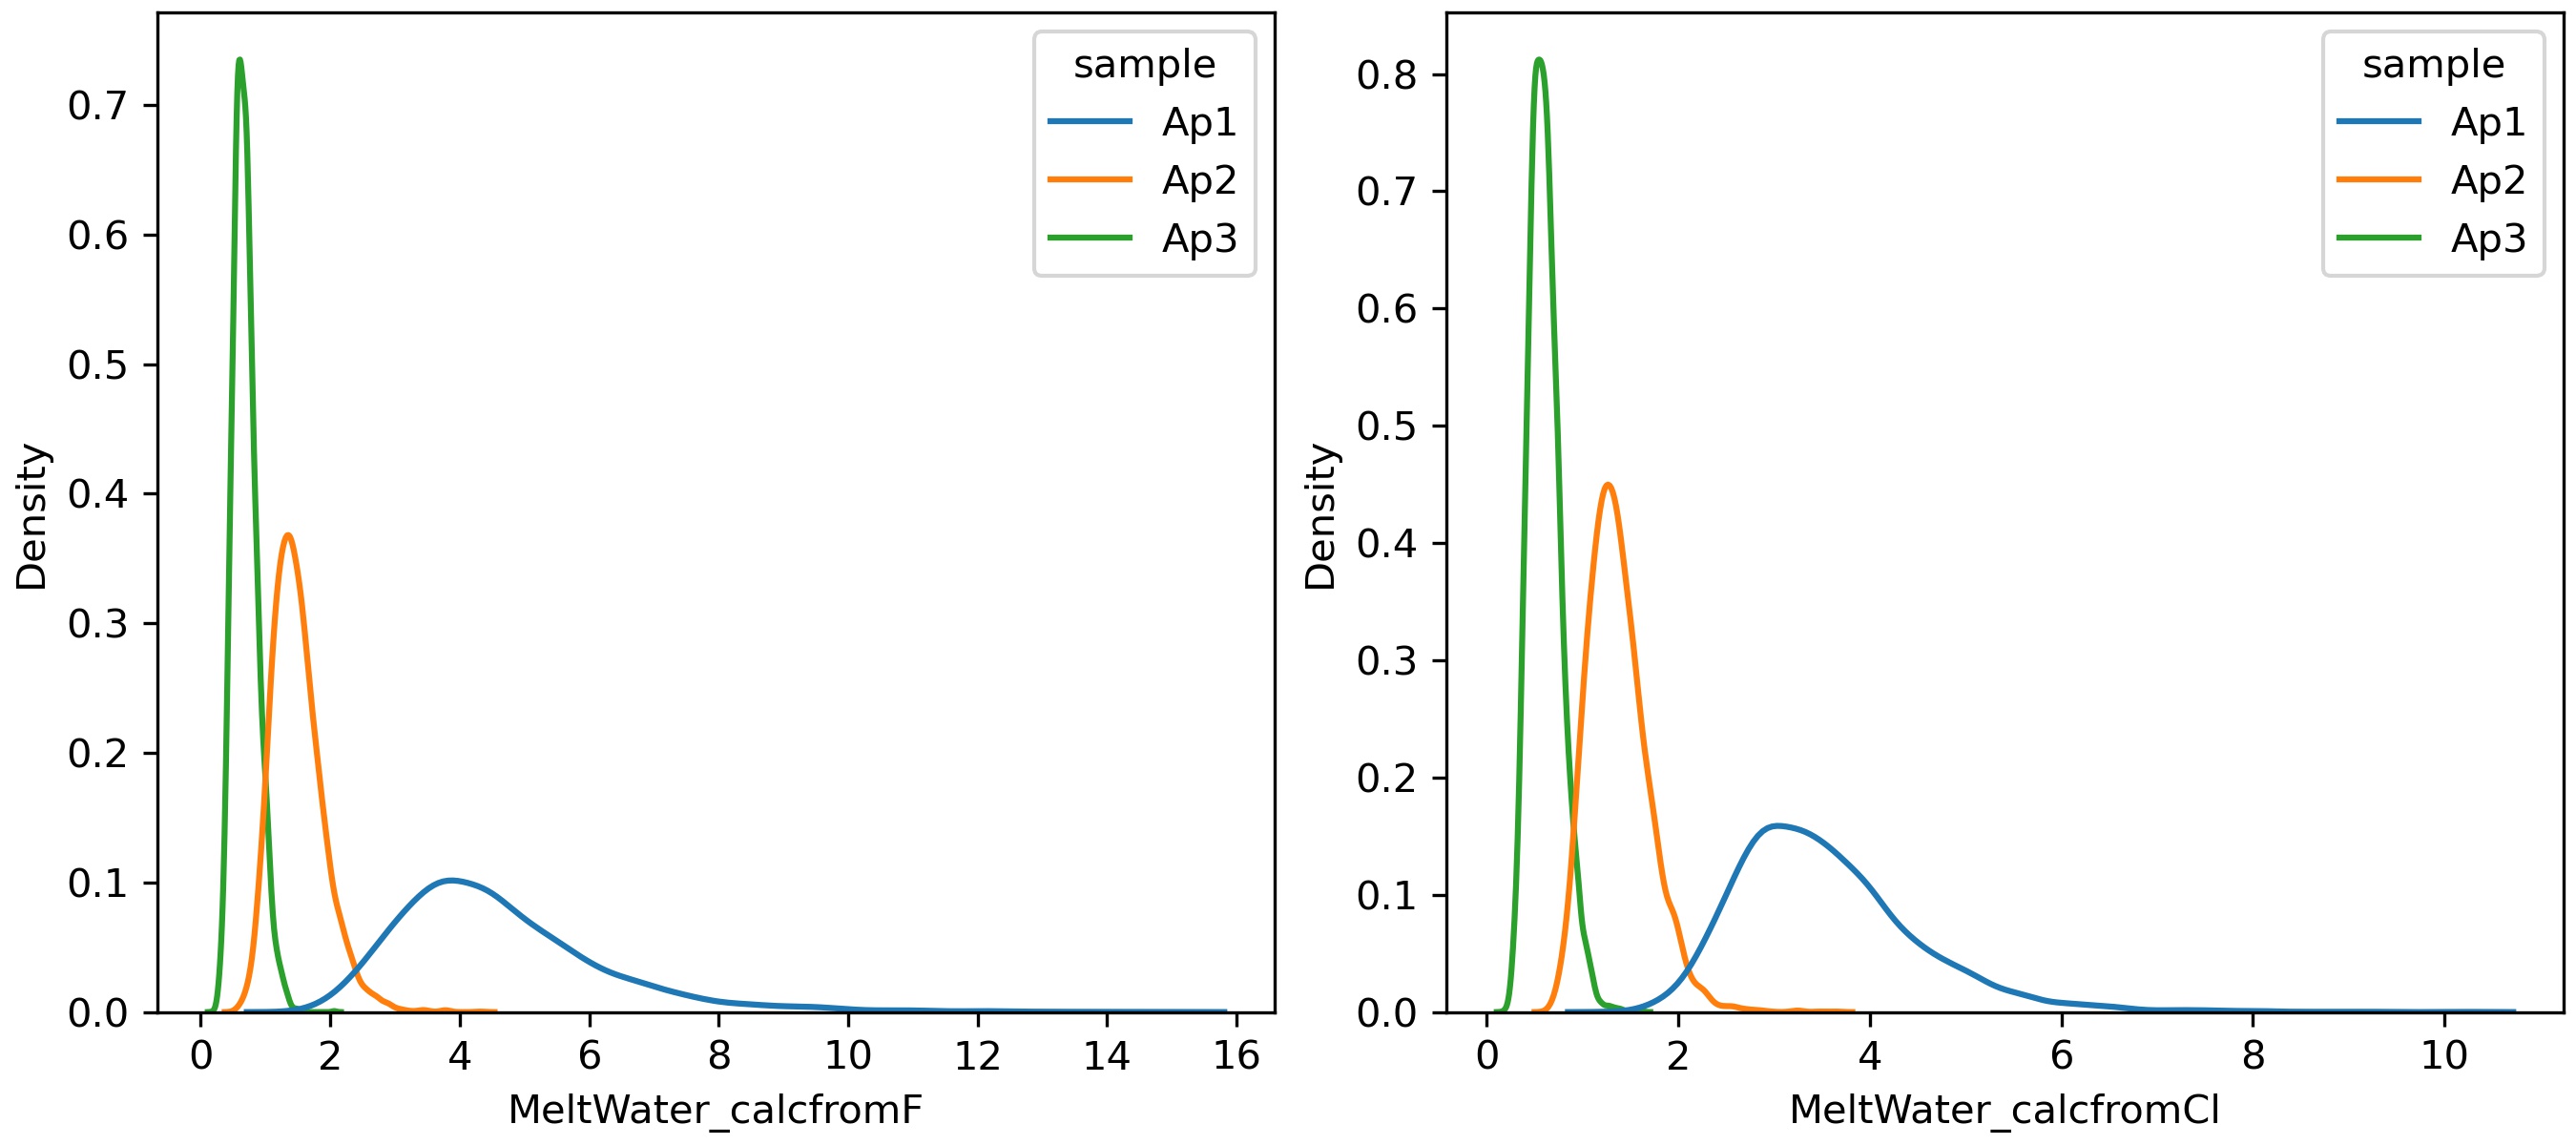 sample
Ap1
Ap2
Ap3
0.7
0.6
0.5
0.4
0.3
0.2
0.1
0.0
Density
0 2 4 6 8 10 12 14 16
MeltWater_calcfromF
sample
Ap1
Ap2
Ap3
0.8
0.7
0.6
0.5
0.4
0.3
0.2
0.1
0.0
Density
0 2 4 6 8 10
MeltWater_calcfromCl